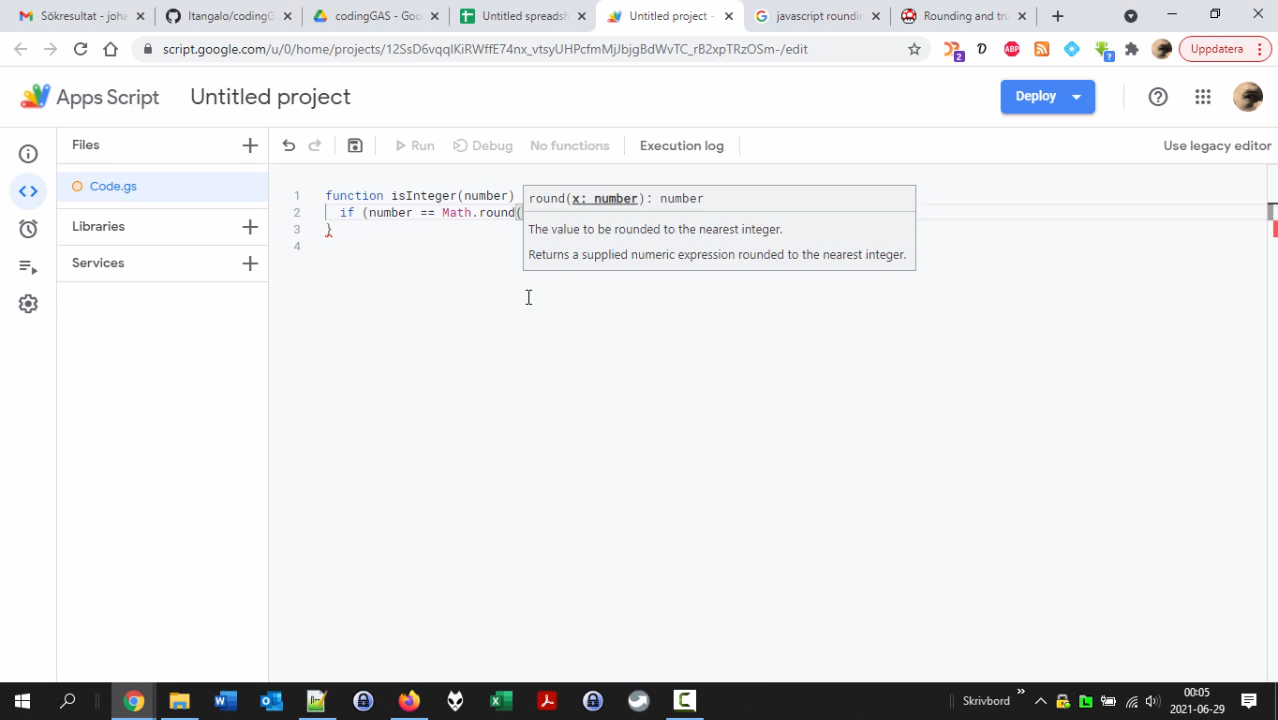 Sökresultat - joha
Itangalo/codingG
codingGAS - Goo
Untitled spreadsh
Untitled project -
javascript roundin
Rounding and tru
script.google.com/u/0/home/projects/12SsD6vqqIKiRWffE74nx_vtsyUHPcfmMjJbjgBdWvTC_rB2xpTRzOSm-/edit
2
ABP
?
Uppdatera
Apps Script
Untitled project
Deploy
Files
Run
Debug
No functions
Execution log
Use legacy editor
Code.gs
Libraries
Services
1 function isInteger(number)
2 if (number == Math.round(
3 }
4
round(x: number): number
The value to be rounded to the nearest integer.
Returns a supplied numeric expression rounded to the nearest integer.
Skrivbord
00:05
2021-06-29